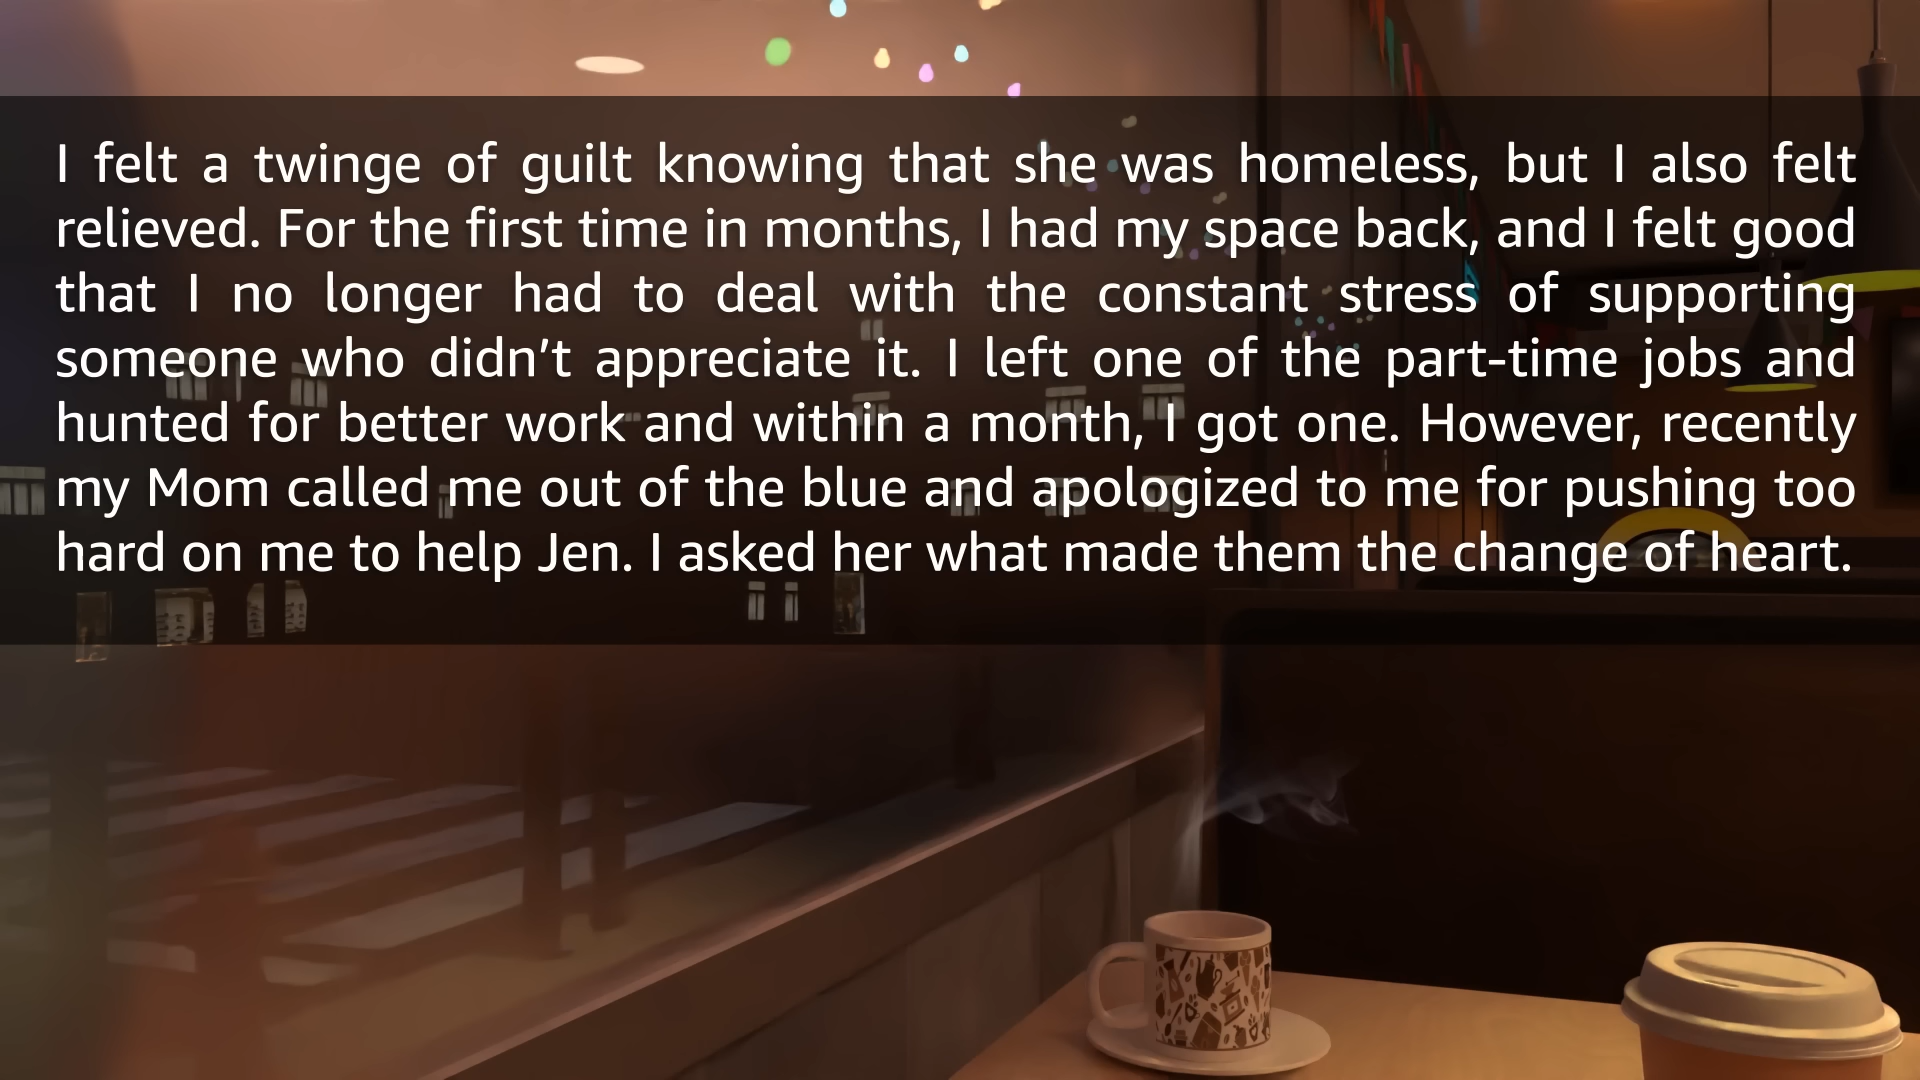 I felt a twinge of guilt knowing that she was homeless, but I also felt
relieved. For the first time in months, I had my space back, and I felt good
that I no longer had to deal with the constant stress of supporting
someone who didn’t appreciate it. I left one of the part-time jobs and
hunted for better work and within a month, I got one. However, recently
my Mom called me out of the blue and apologized to me for pushing too
hard on me to help Jen. I asked her what made them the change of heart.